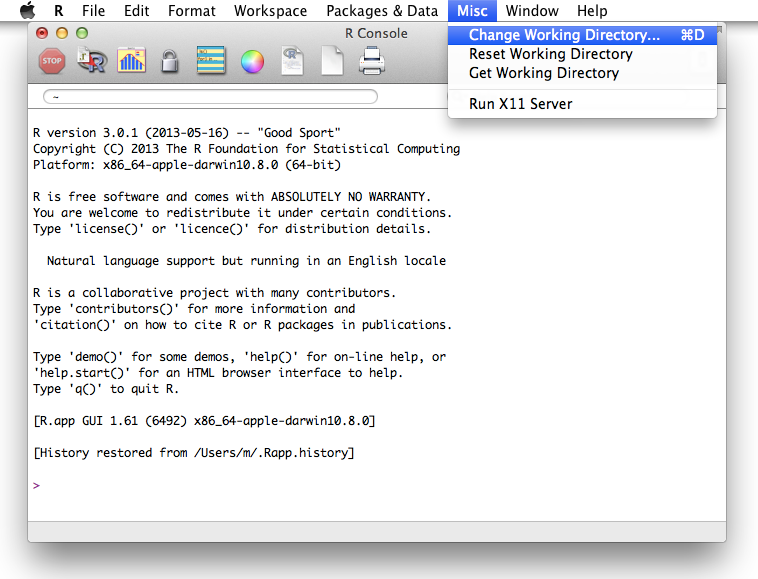 R File Edit Format Workspace Packages & Data Misc Window Help
R Console
Change Working Directory... ⌘D
Reset Working Directory
Get Working Directory
Run X11 Server
STOP
R
~
R version 3.0.1 (2013-05-16) -- "Good Sport"
Copyright (C) 2013 The R Foundation for Statistical Computing
Platform: x86_64-apple-darwin10.8.0 (64-bit)
R is free software and comes with ABSOLUTELY NO WARRANTY.
You are welcome to redistribute it under certain conditions.
Type 'license()' or 'licence()' for distribution details.
Natural language support but running in an English locale
R is a collaborative project with many contributors.
Type 'contributors()' for more information and
'citation()' on how to cite R or R packages in publications.
Type 'demo()' for some demos, 'help()' for on-line help, or
'help.start()' for an HTML browser interface to help.
Type 'q()' to quit R.
[R.app GUI 1.61 (6492) x86_64-apple-darwin10.8.0]
[History restored from /Users/m/.Rapp.history]
>